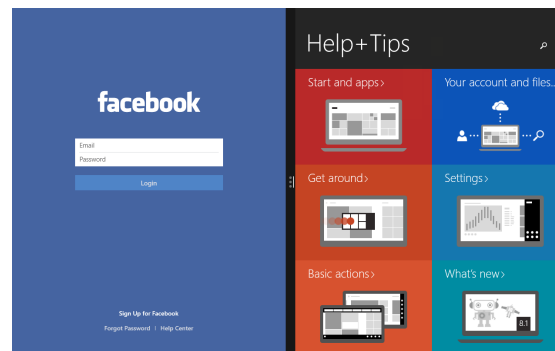 facebook
Email
Password
Login
Sign Up for Facebook
Forgot Password | Help Center
Help+Tips
Start and apps›
Your account and files...
Get around›
Settings›
Basic actions›
What's new›
8.1